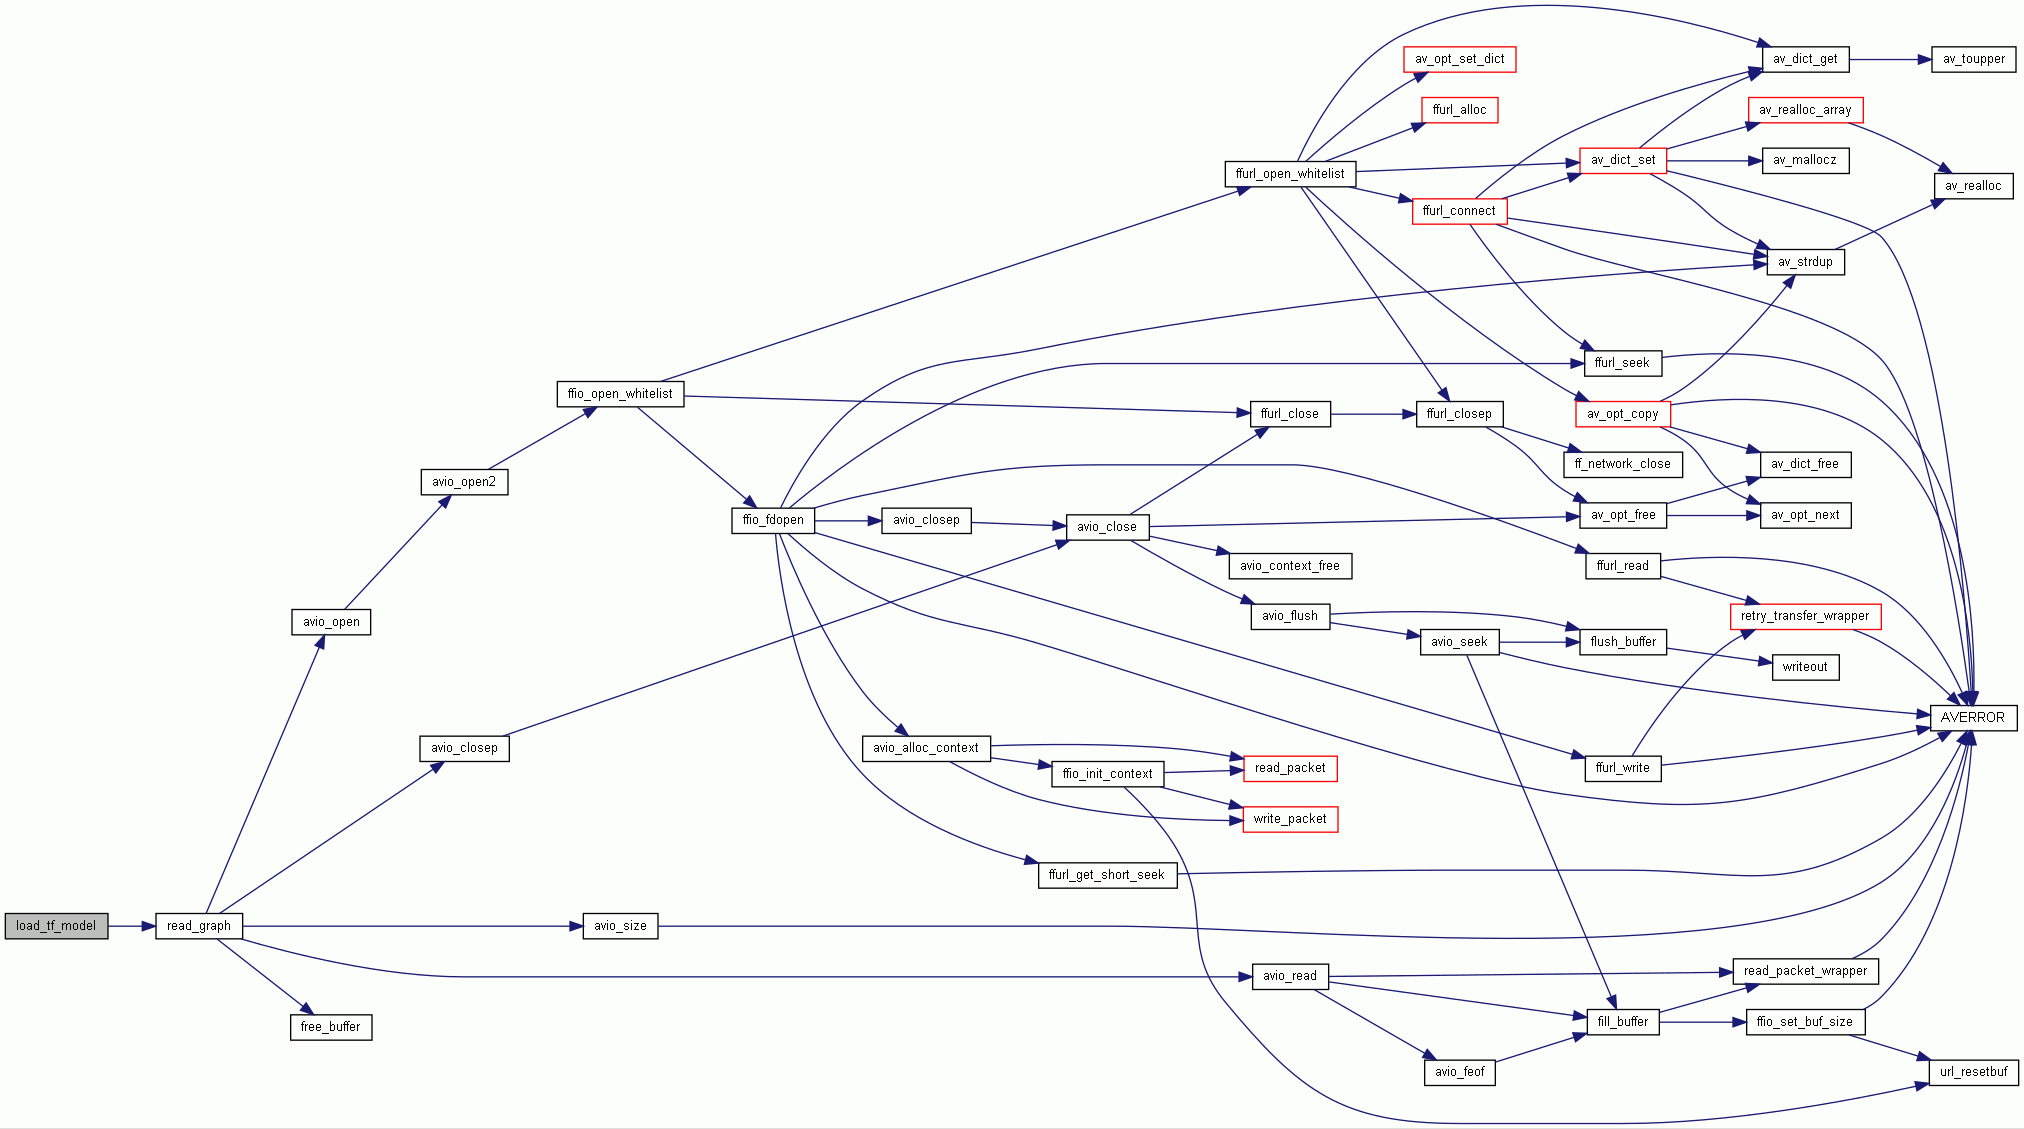 av_opt_set_dict
av_dict_get
av_toupper
ffurl_alloc
av_realloc_array
ffurl_open_whitelist
av_dict_set
av_mallocz
av_realloc
ffurl_connect
av_strdup
ffurl_seek
ffio_open_whitelist
ffurl_close
ffurl_closep
av_opt_copy
ff_network_close
av_dict_free
avio_open2
ffio_fdopen
avio_closep
avio_close
av_opt_free
av_opt_next
avio_context_free
ffurl_read
avio_open
avio_flush
retry_transfer_wrapper
avio_seek
flush_buffer
writeout
AVERROR
avio_closep
avio_alloc_context
ffio_init_context
read_packet
ffurl_write
write_packet
ffurl_get_short_seek
load_tf_model
read_graph
avio_size
avio_read
read_packet_wrapper
free_buffer
fill_buffer
ffio_set_buf_size
avio_feof
url_resetbuf